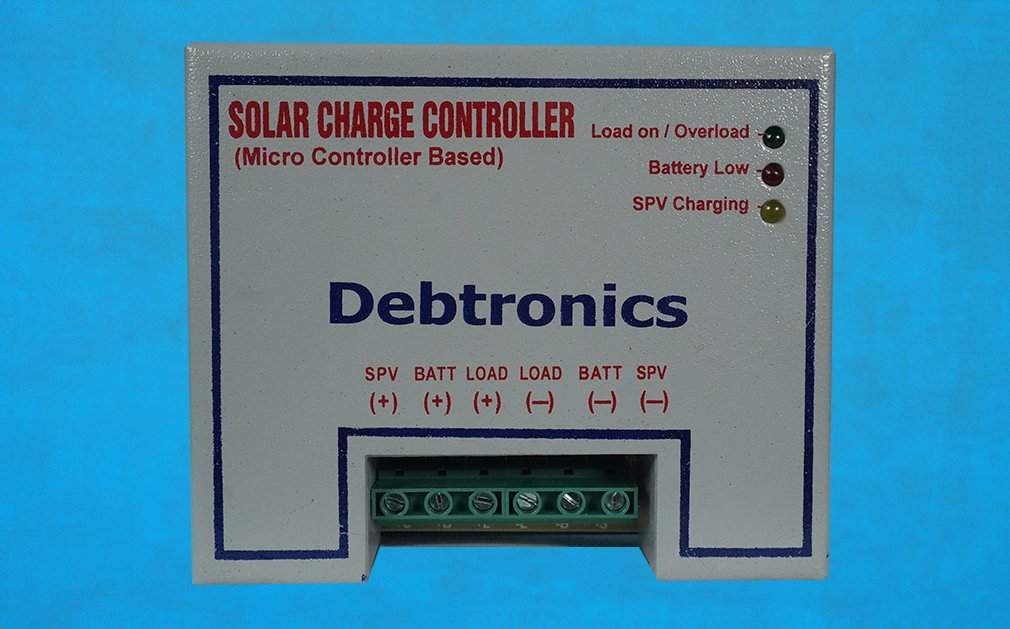 SOLAR CHARGE CONTROLLER
(Micro Controller Based)
Load on / Overload
Battery Low
SPV Charging
Debtronics
SPV BATT LOAD LOAD BATT SPV
(+) (+) (+) (—) (—) (—)